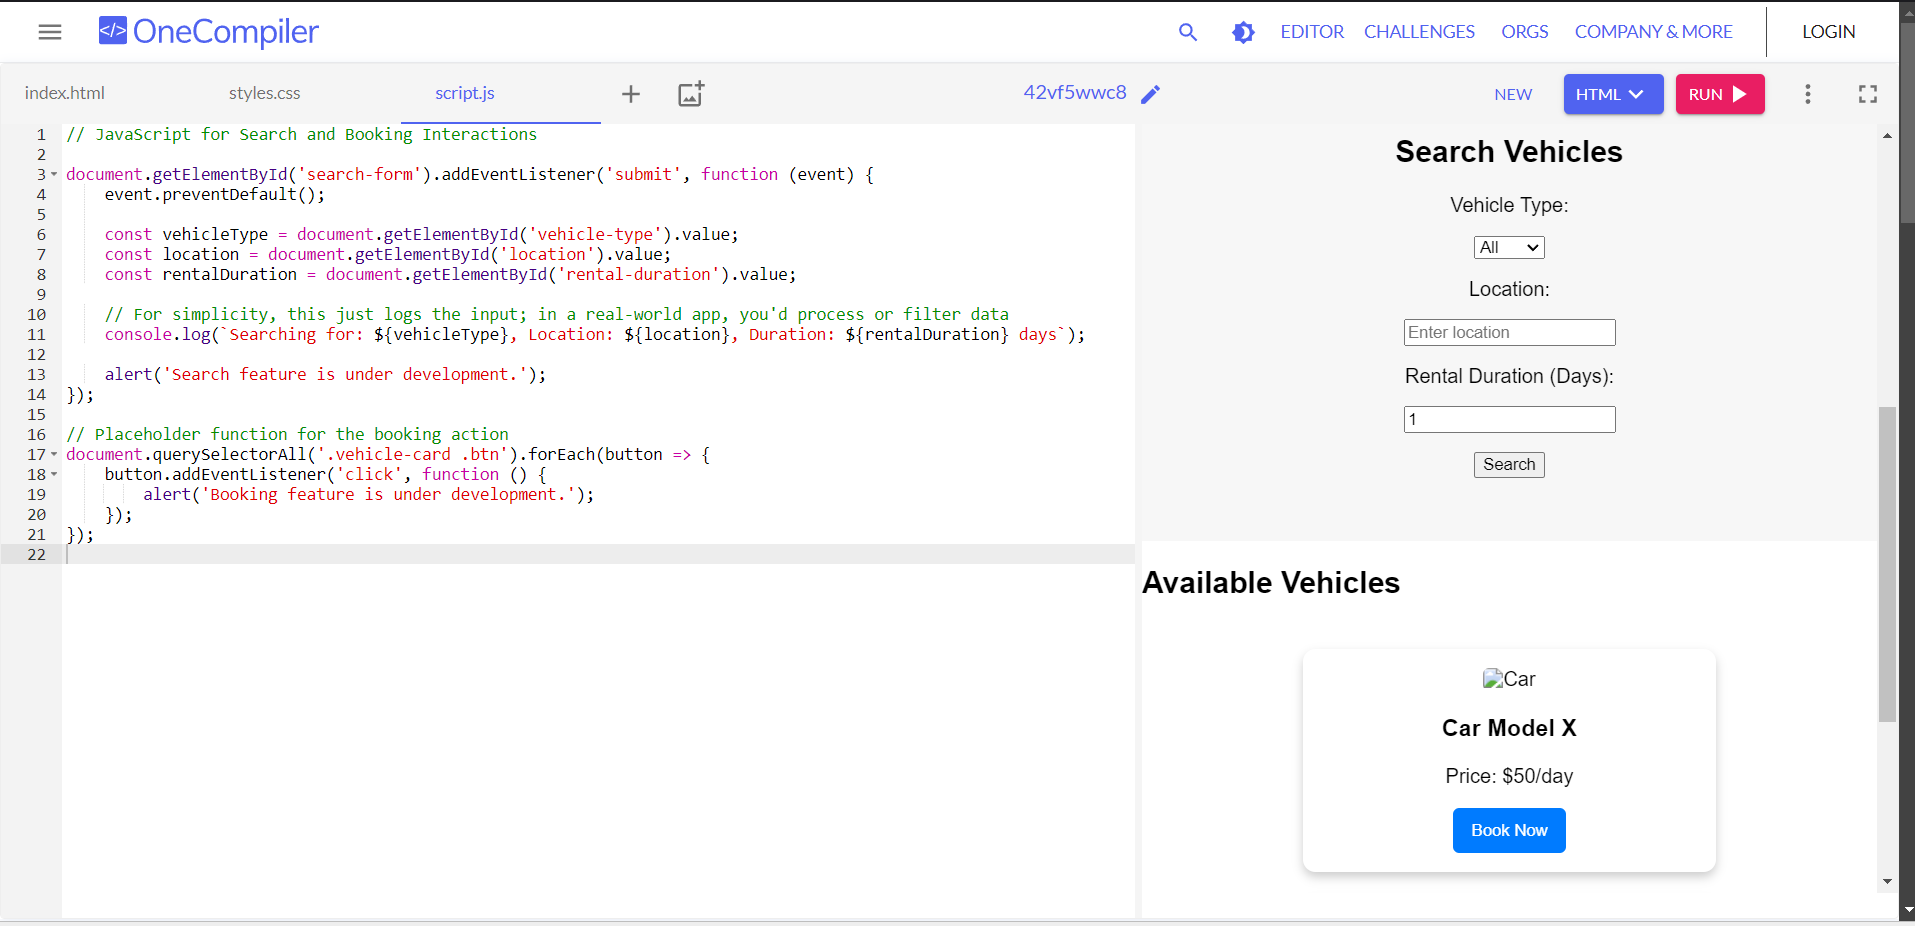 OneCompiler
EDITOR CHALLENGES ORGS COMPANY & MORE LOGIN
index.html styles.css script.js 42vf5wwc8 NEW HTML RUN
1 // JavaScript for Search and Booking Interactions
2
3 document.getElementById('search-form').addEventListener('submit', function (event) {
4     event.preventDefault();
5
6     const vehicleType = document.getElementById('vehicle-type').value;
7     const location = document.getElementById('location').value;
8     const rentalDuration = document.getElementById('rental-duration').value;
9
10     // For simplicity, this just logs the input; in a real-world app, you'd process or filter data
11     console.log(`Searching for: ${vehicleType}, Location: ${location}, Duration: ${rentalDuration} days`);
12
13     alert('Search feature is under development.');
14 });
15
16 // Placeholder function for the booking action
17 document.querySelectorAll('.vehicle-card .btn').forEach(button => {
18     button.addEventListener('click', function () {
19         alert('Booking feature is under development.');
20     });
21 });
22
Search Vehicles
Vehicle Type:
All
Location:
Enter location
Rental Duration (Days):
1
Search
Available Vehicles
Car
Car Model X
Price: $50/day
Book Now